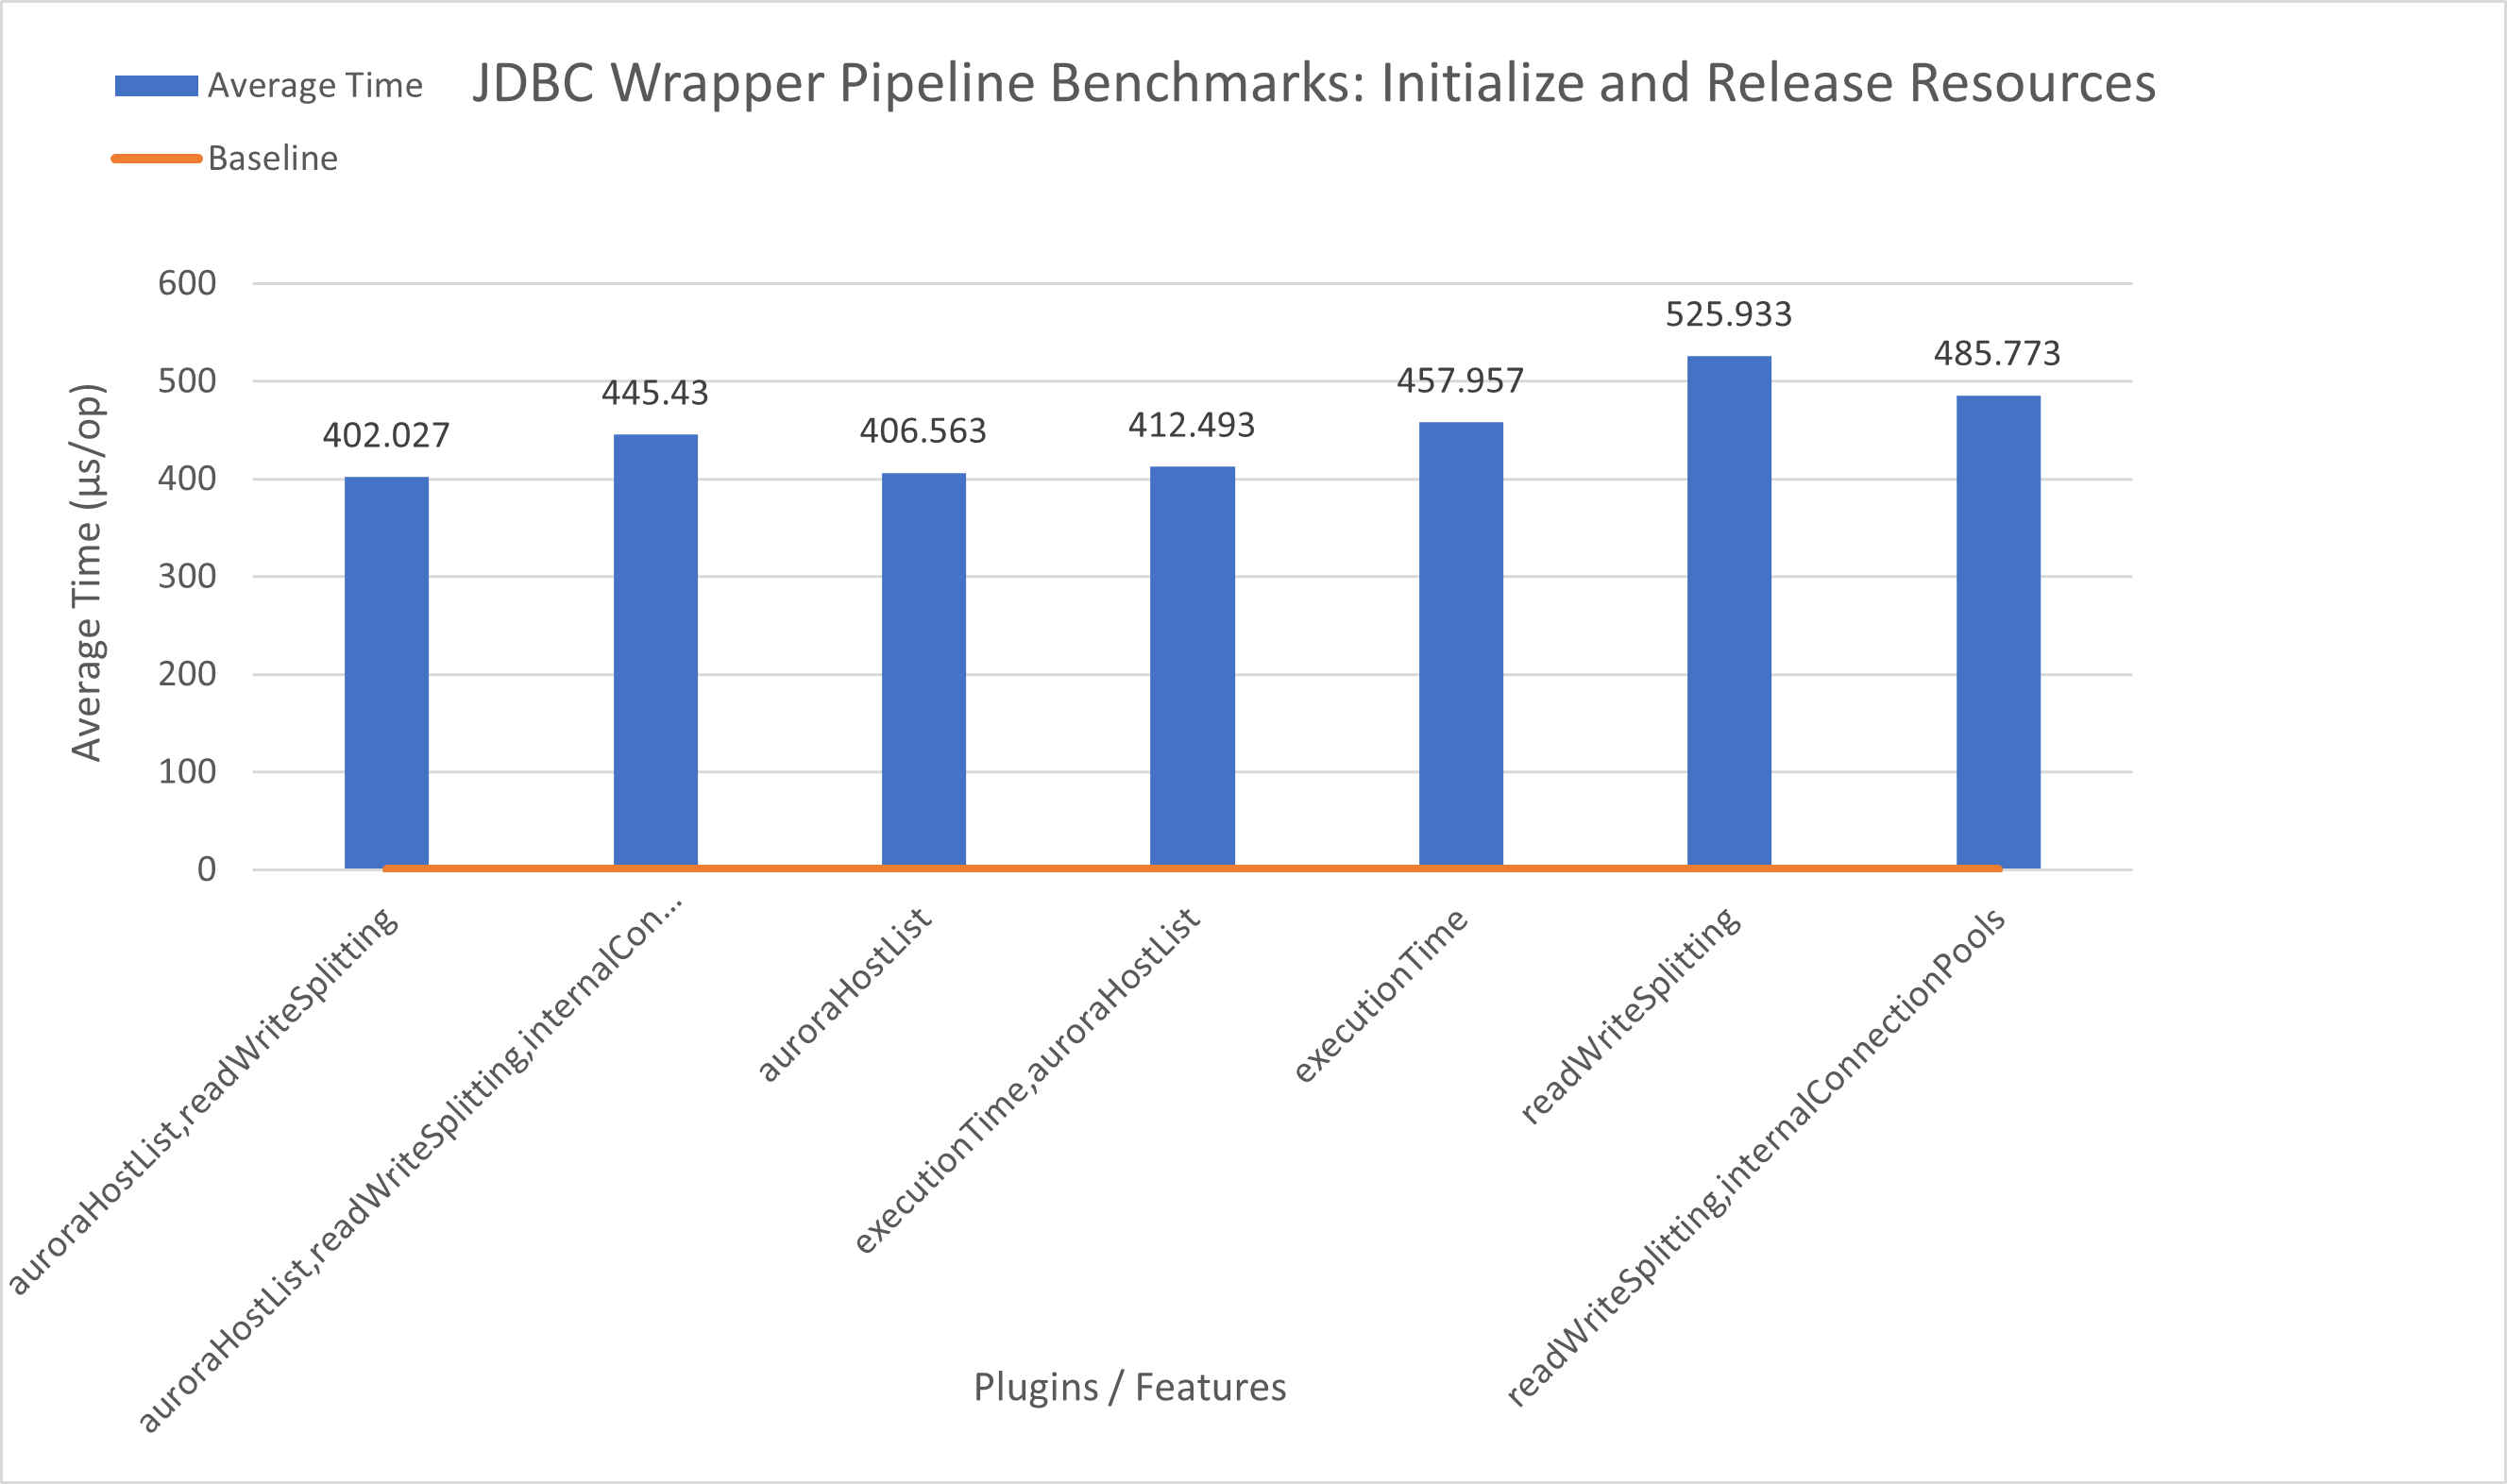 JDBC Wrapper Pipeline Benchmarks: Initialize and Release Resources
Average Time
Baseline
Average Time (µs/op)
600
500
400
300
200
100
0
402.027
445.43
406.563
412.493
457.957
525.933
485.773
auroraHostList,readWriteSplitting
auroraHostList,readWriteSplitting,internalCon...
auroraHostList
executionTime,auroraHostList
executionTime
readWriteSplitting
readWriteSplitting,internalConnectionPools
Plugins / Features